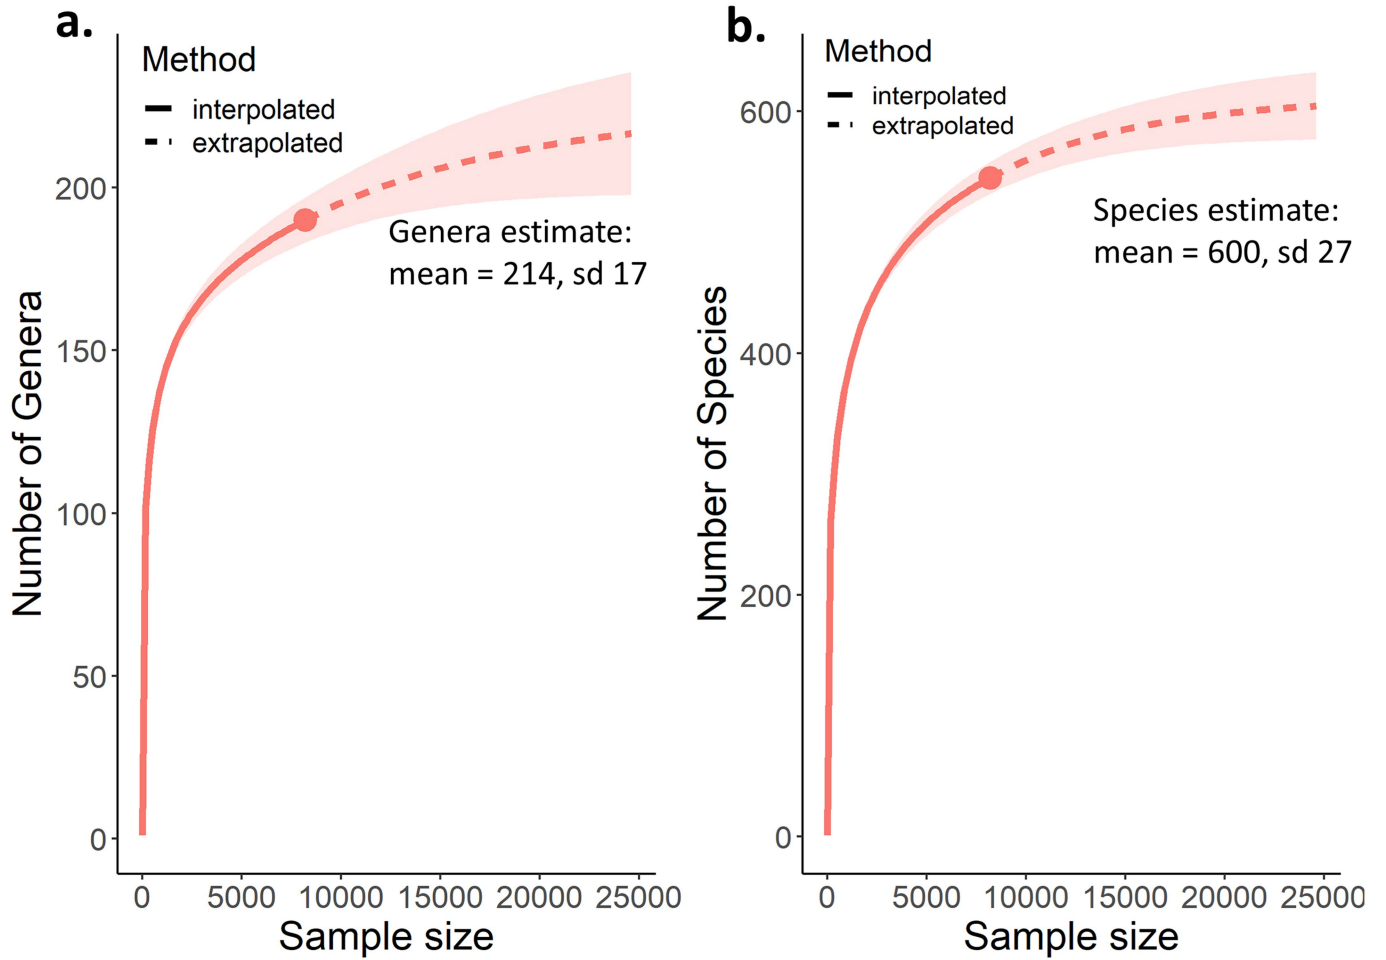 a.
Method
interpolated
extrapolated
Genera estimate:
mean = 214, sd 17
Number of Genera
200
150
100
50
0
0 5000 10000 15000 20000 25000
Sample size
b.
Method
interpolated
extrapolated
Species estimate:
mean = 600, sd 27
Number of Species
600
400
200
0
0 5000 10000 15000 20000 25000
Sample size